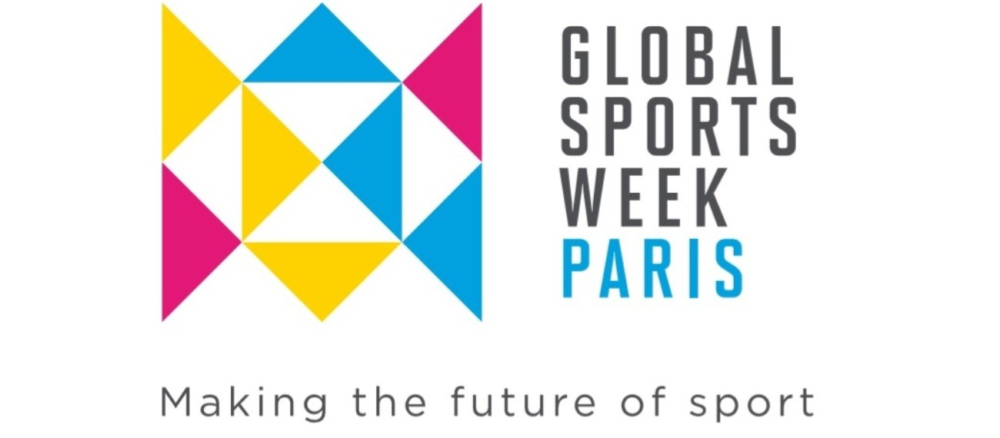 GLOBAL
SPORTS
WEEK
PARIS
Making the future of sport